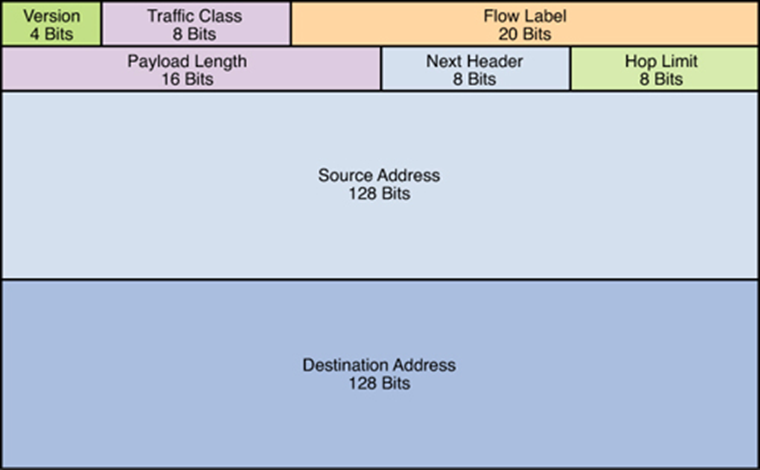 Version
4 Bits
Traffic Class
8 Bits
Flow Label
20 Bits
Payload Length
16 Bits
Next Header
8 Bits
Hop Limit
8 Bits
Source Address
128 Bits
Destination Address
128 Bits